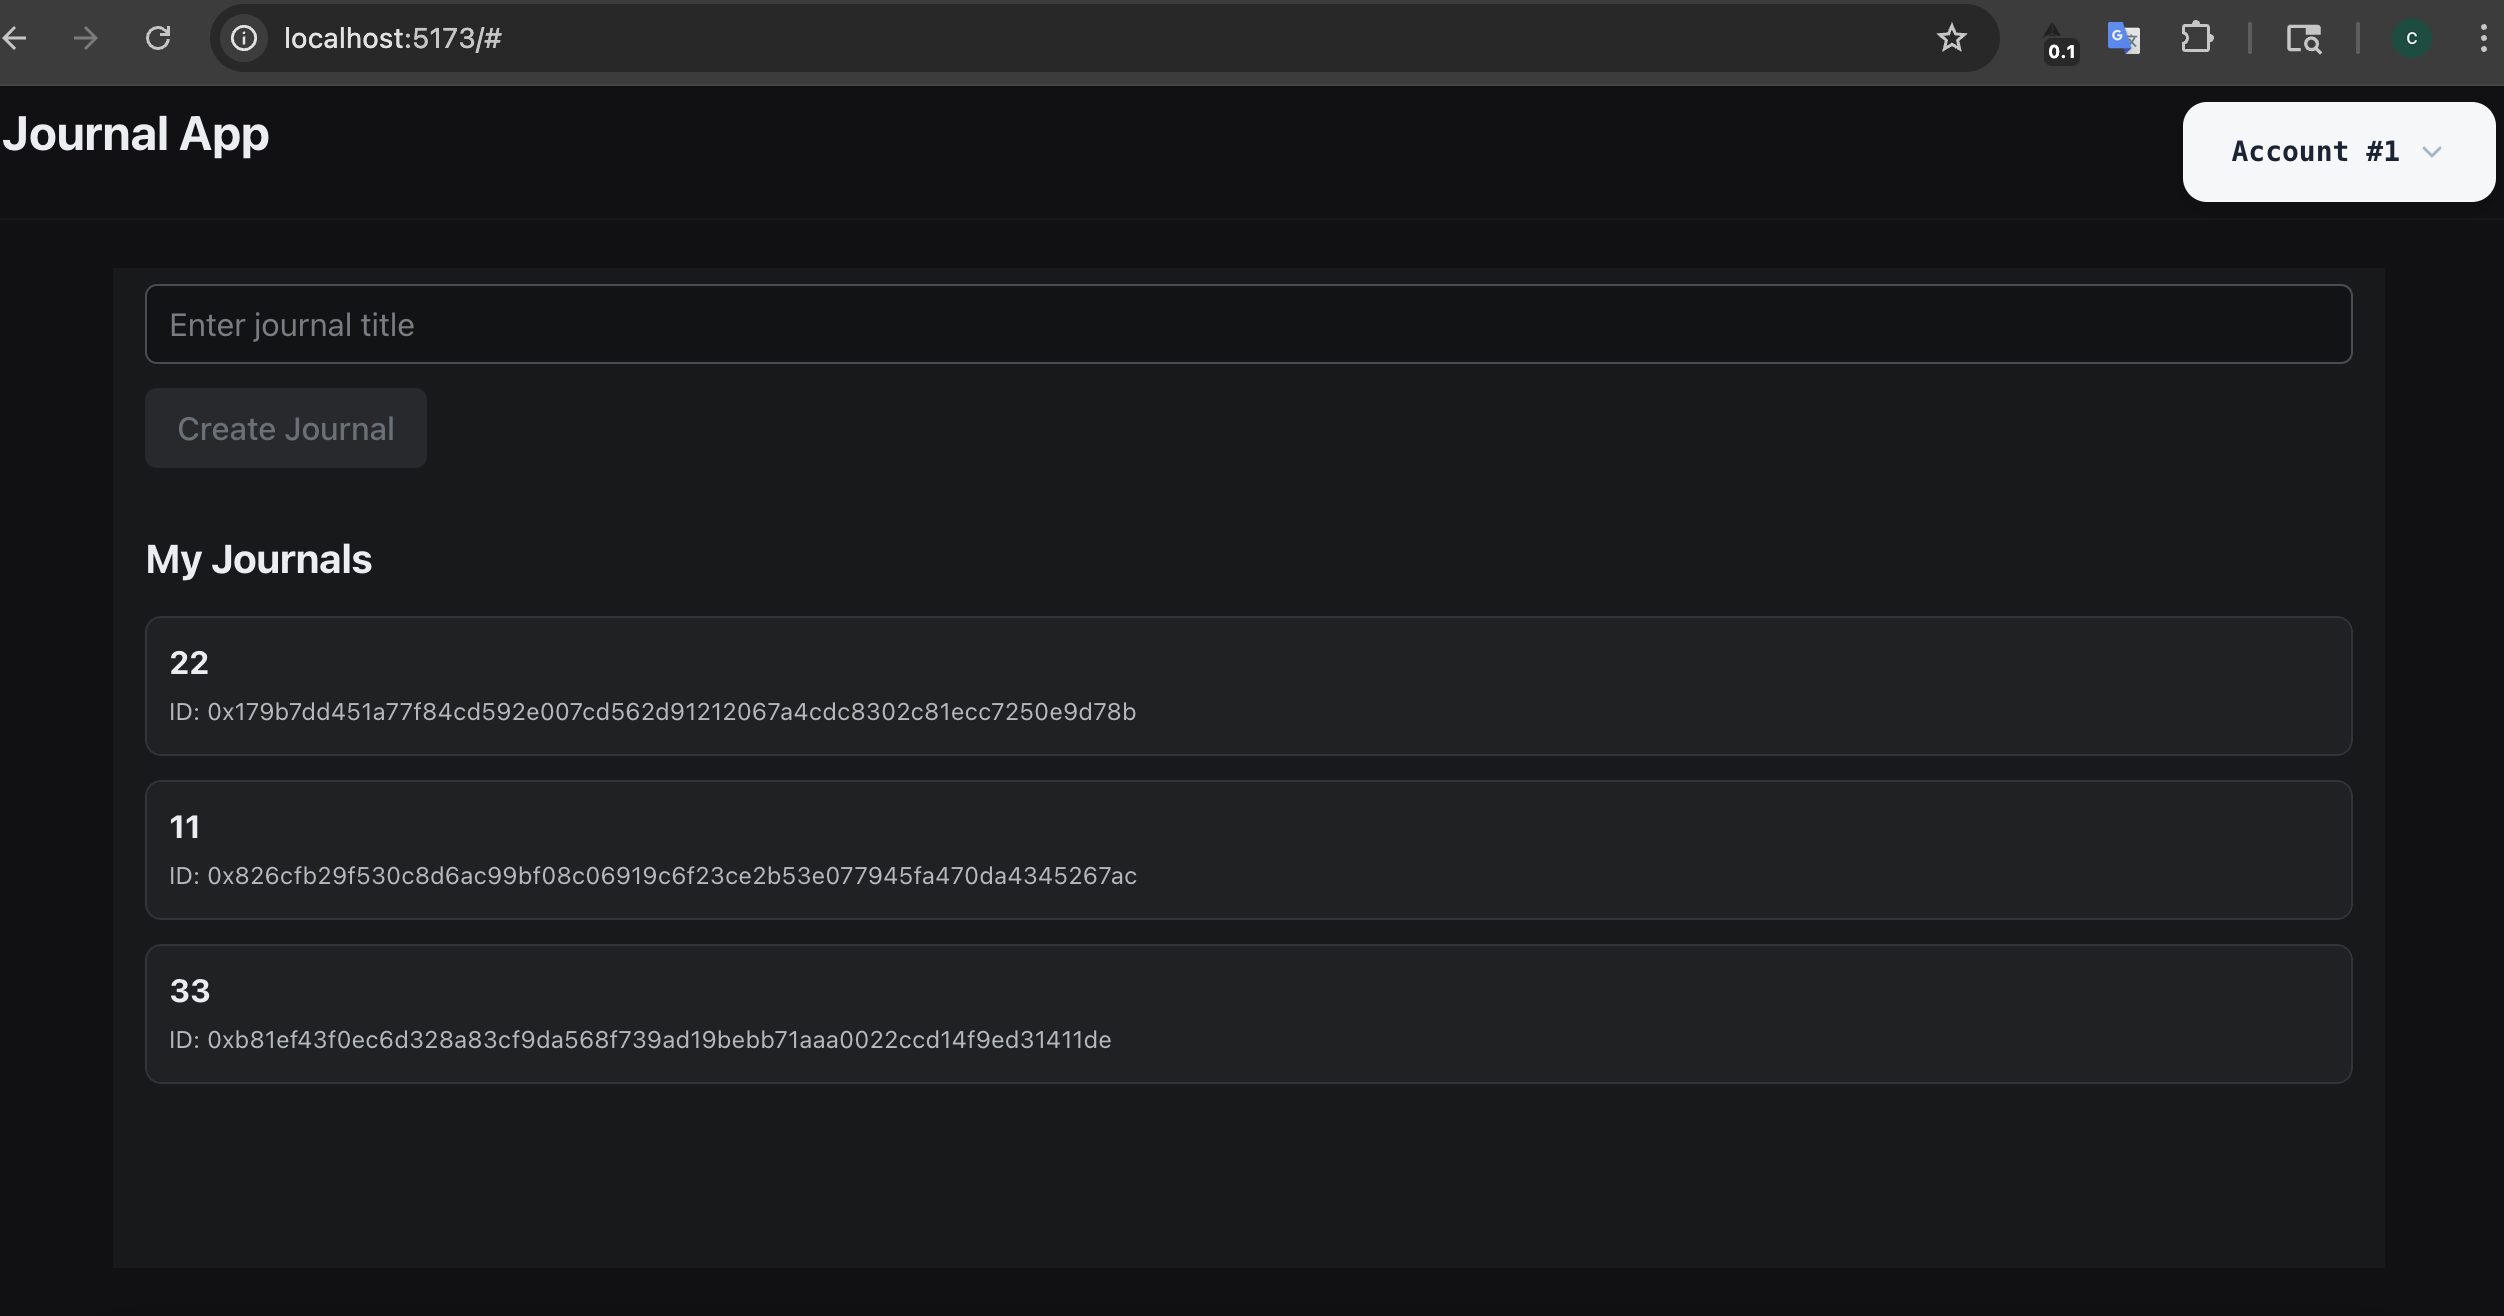 localhost:5173/#
0.1
C
Journal App
Account #1
Enter journal title
Create Journal
My Journals
22
ID: 0x179b7dd451a77f84cd592e007cd562d91212067a4cdc8302c81ecc7250e9d78b
11
ID: 0x826cfb29f530c8d6ac99bf08c06919c6f23ce2b53e077945fa470da4345267ac
33
ID: 0xb81ef43f0ec6d328a83cf9da568f739ad19bebb71aaa0022ccd14f9ed31411de